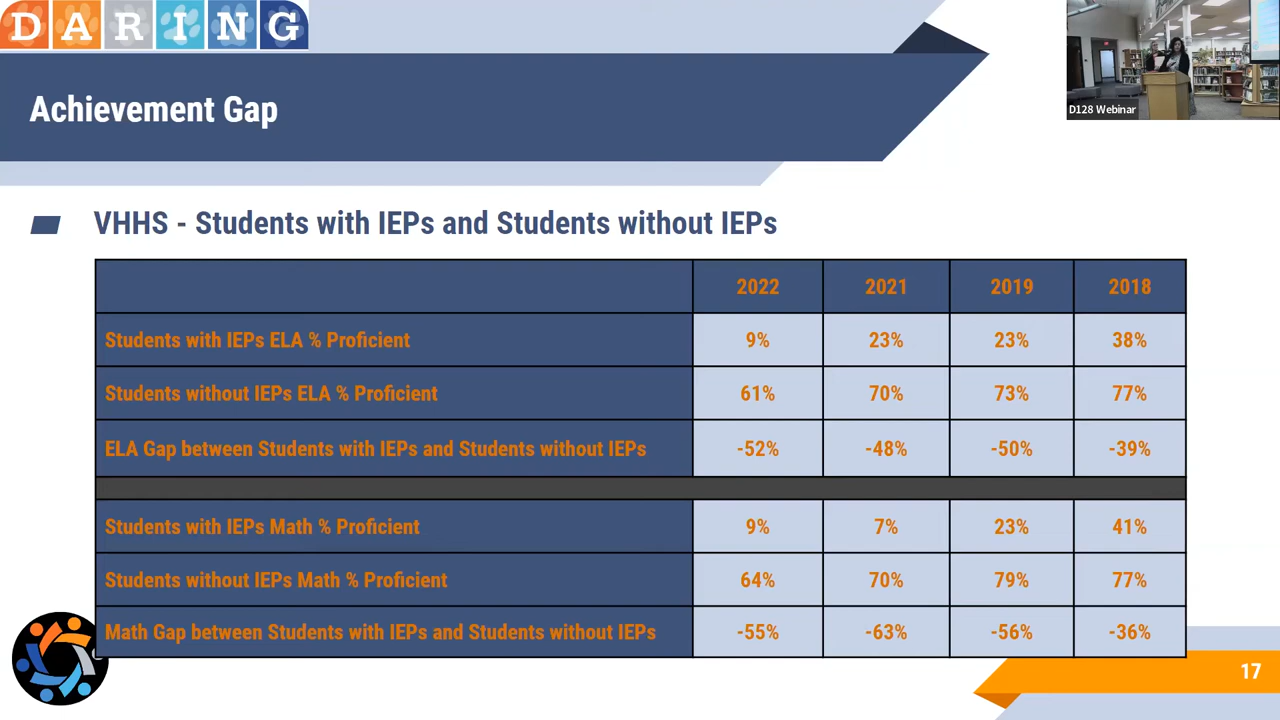 DARING
D128 Webinar
Achievement Gap
VHHS - Students with IEPs and Students without IEPs
2022 2021 2019 2018
Students with IEPs ELA % Proficient 9% 23% 23% 38%
Students without IEPs ELA % Proficient 61% 70% 73% 77%
ELA Gap between Students with IEPs and Students without IEPs -52% -48% -50% -39%
Students with IEPs Math % Proficient 9% 7% 23% 41%
Students without IEPs Math % Proficient 64% 70% 79% 77%
Math Gap between Students with IEPs and Students without IEPs -55% -63% -56% -36%
17